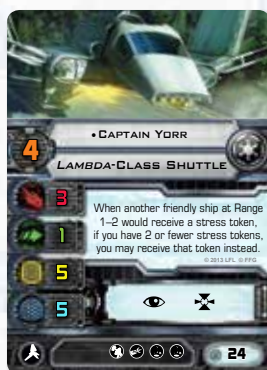 • CAPTAIN YORR
4
LAMBDA-CLASS SHUTTLE
3
When another friendly ship at Range
1–2 would receive a stress token,
if you have 2 or fewer stress tokens,
you may receive that token instead.
© 2013 LFL © FFG
1
5
5
24